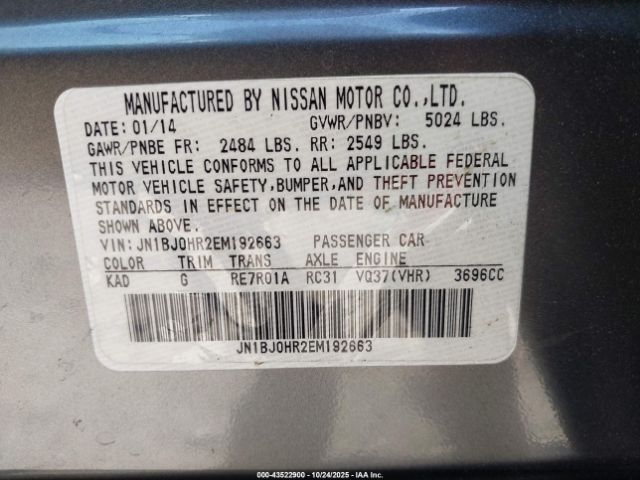 MANUFACTURED BY NISSAN MOTOR CO.,LTD.
DATE: 01/14 GVWR/PNBV: 5024 LBS.
GAWR/PNBE FR: 2484 LBS. RR: 2549 LBS.
THIS VEHICLE CONFORMS TO ALL APPLICABLE FEDERAL
MOTOR VEHICLE SAFETY,BUMPER,AND THEFT PREVENTION
STANDARDS IN EFFECT ON THE DATE OF MANUFACTURE
SHOWN ABOVE.
VIN: JN1BJ0HR2EM192663 PASSENGER CAR
COLOR TRIM TRANS AXLE ENGINE
KAD G RE7R01A RC31 VQ37(VHR) 3696CC
JN1BJ0HR2EM192663
000-43522900 - 10/24/2025 - IAA Inc.